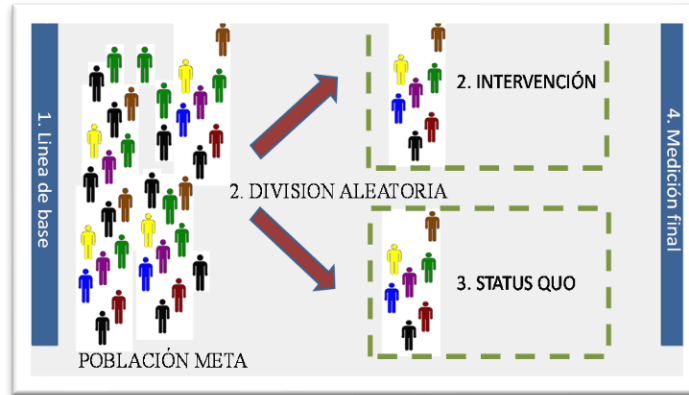 1. Linea de base
2. INTERVENCIÓN
2. DIVISION ALEATORIA
3. STATUS QUO
POBLACIÓN META
4. Medición final